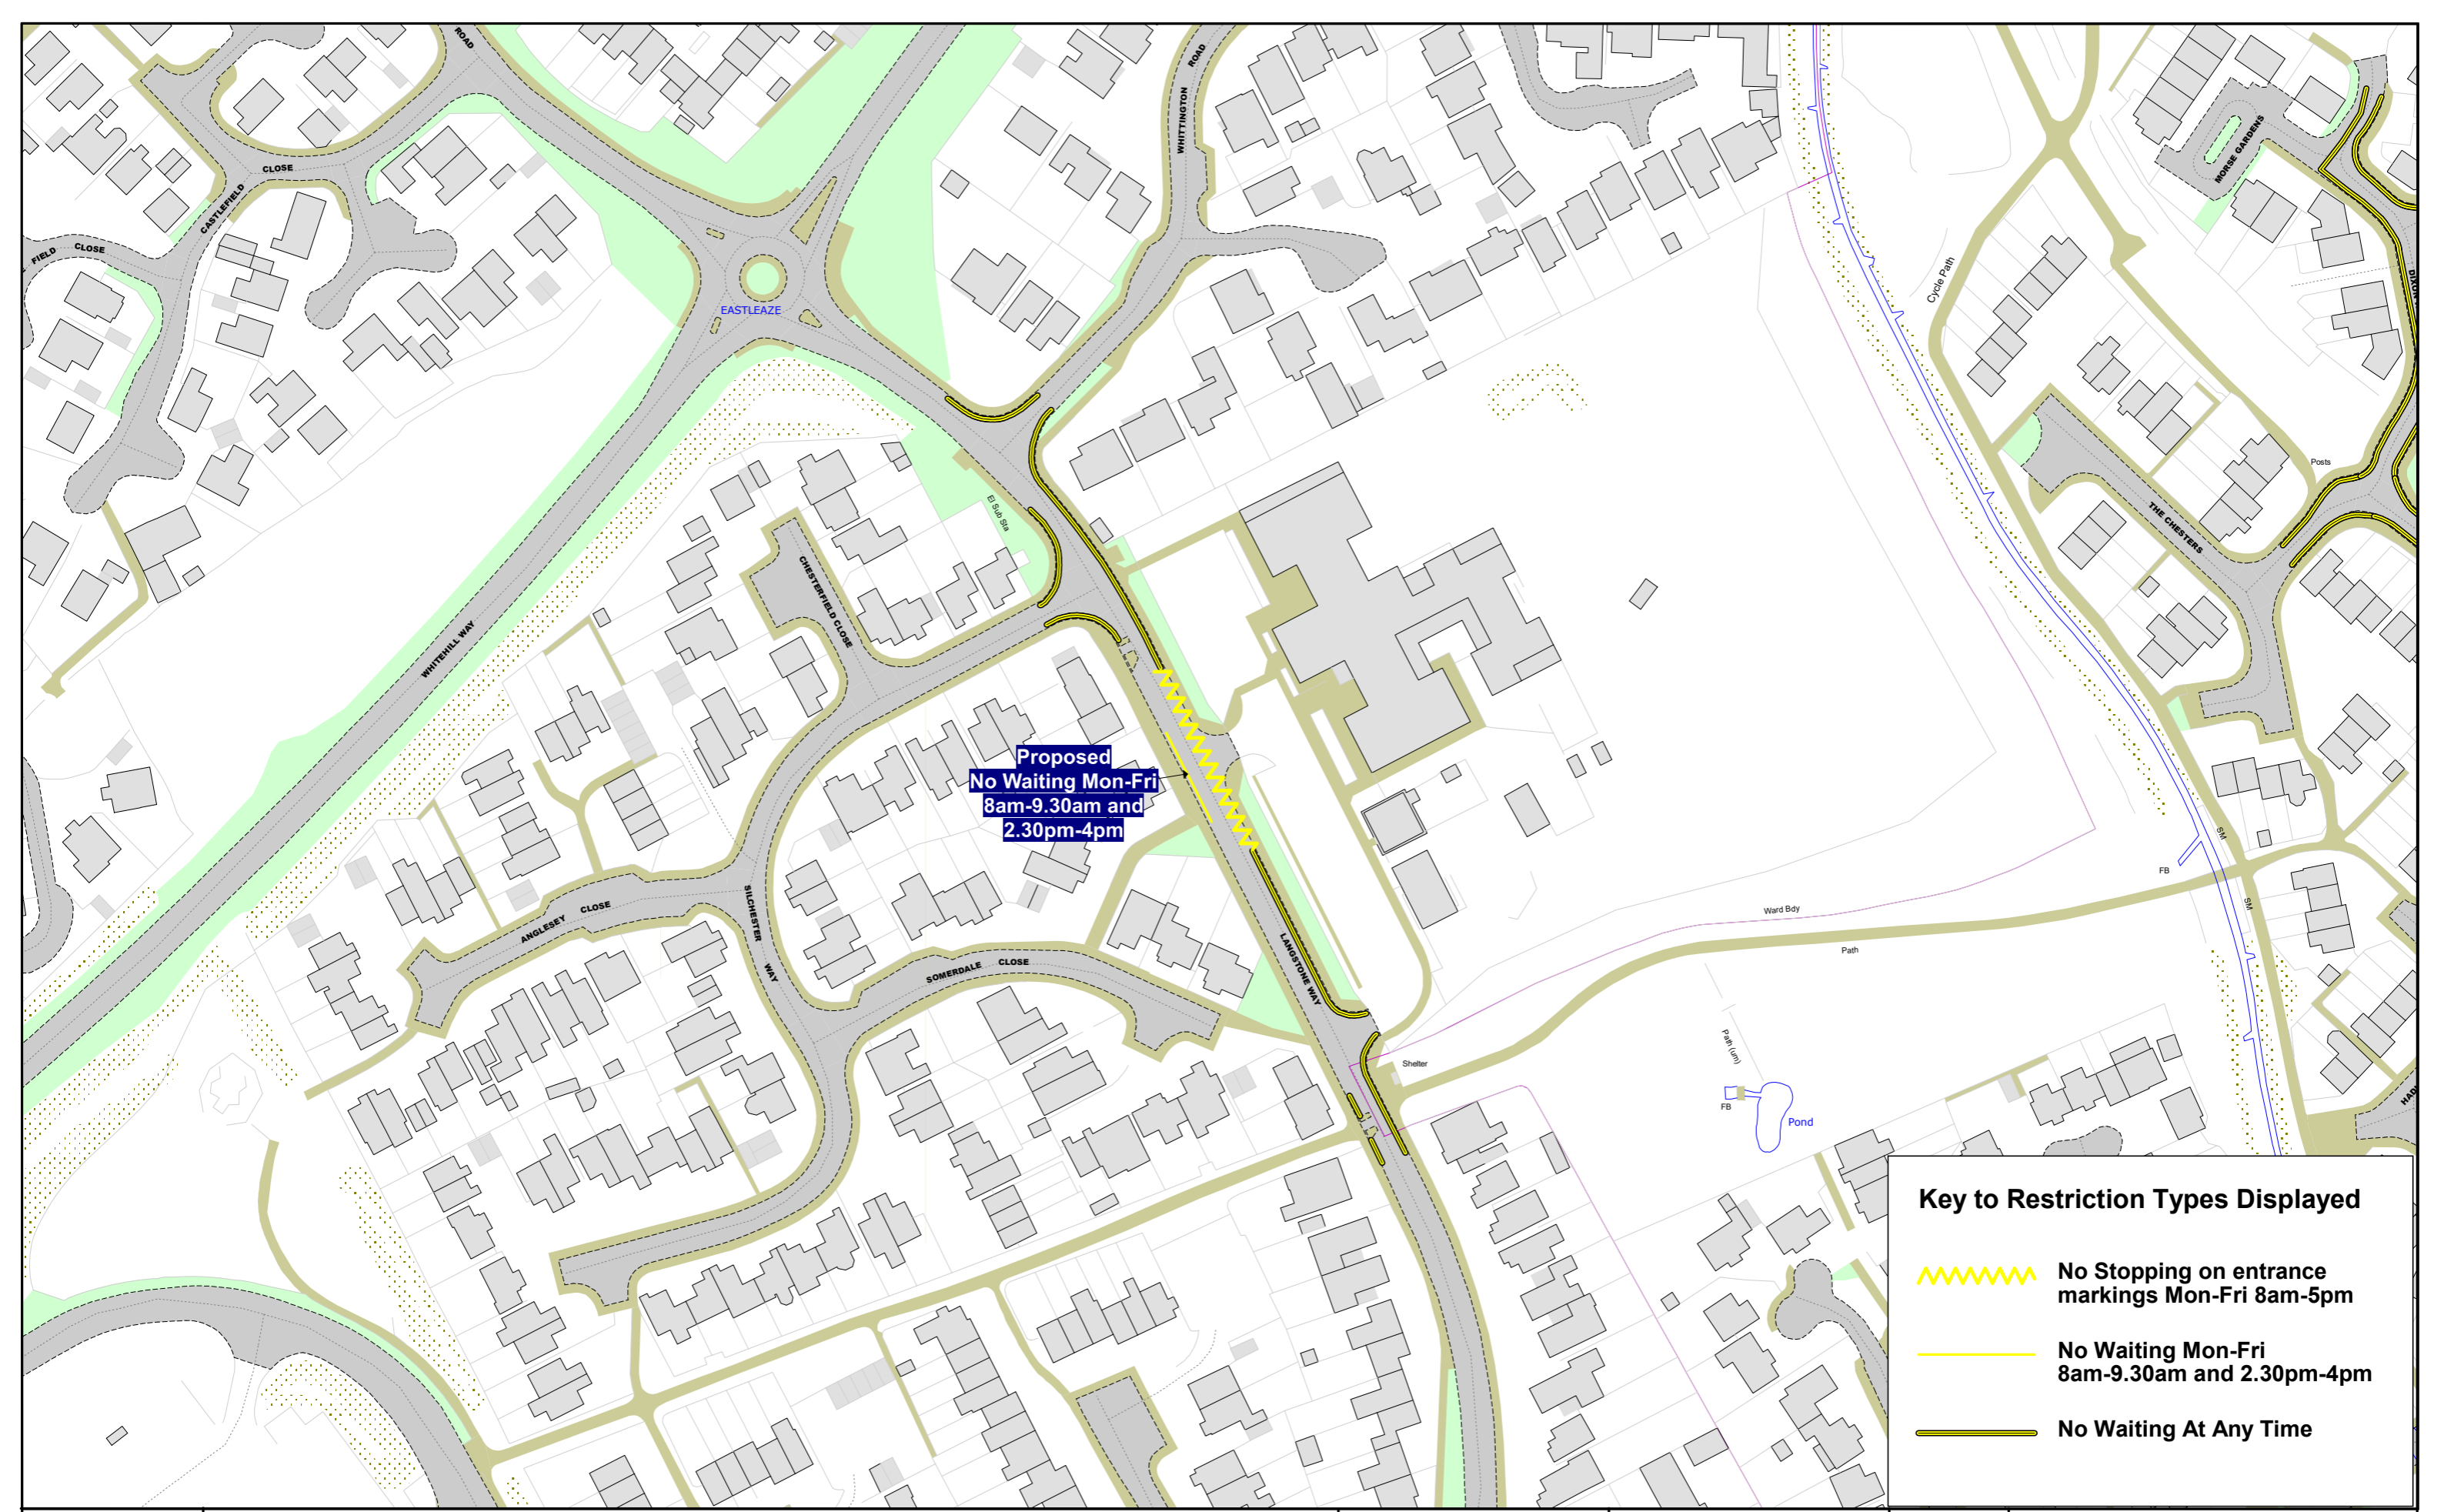 ROAD
ROAD
WHITTINGTON
MORSE GARDENS
CLOSE
CASTLEFIELD
FIELD CLOSE
EASTLEAZE
Cycle Path
Posts
THE CHESTERS
El Sub Sta
CHESTERFIELD CLOSE
WHITEHILL WAY
Proposed
No Waiting Mon-Fri
8am-9.30am and
2.30pm-4pm
SM
FB
SM
ANGLESEY CLOSE
SILCHESTER WAY
SOMERDALE CLOSE
LANGSTONE WAY
Ward Bdy
Path
Shelter
Path (um)
FB
Pond
Key to Restriction Types Displayed
No Stopping on entrance
markings Mon-Fri 8am-5pm
No Waiting Mon-Fri
8am-9.30am and 2.30pm-4pm
No Waiting At Any Time